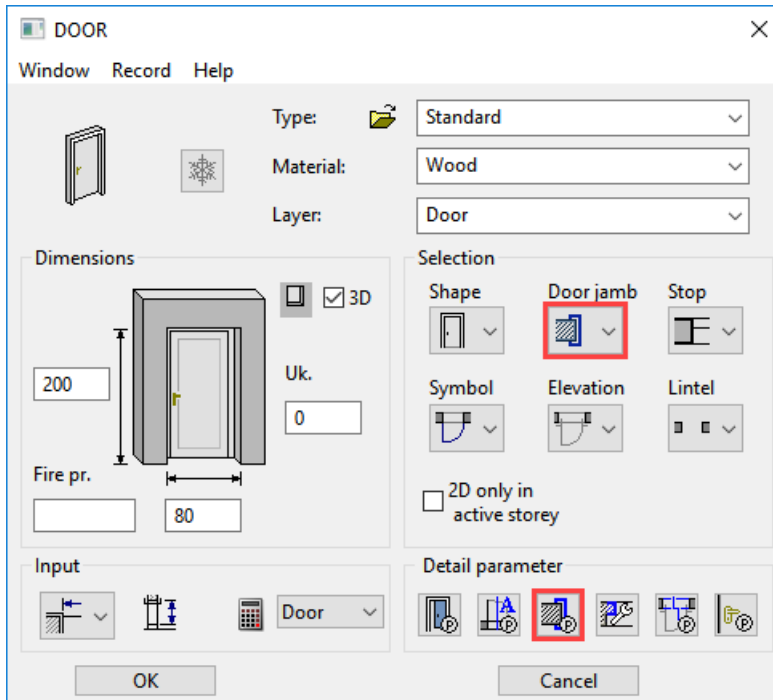 DOOR
Window Record Help
Type: Standard
Material: Wood
Layer: Door
Dimensions
3D
200
Uk.
0
Fire pr.
80
Selection
Shape Door jamb Stop
Symbol Elevation Lintel
2D only in
active storey
Input
Door
Detail parameter
A
P P P P P
OK Cancel